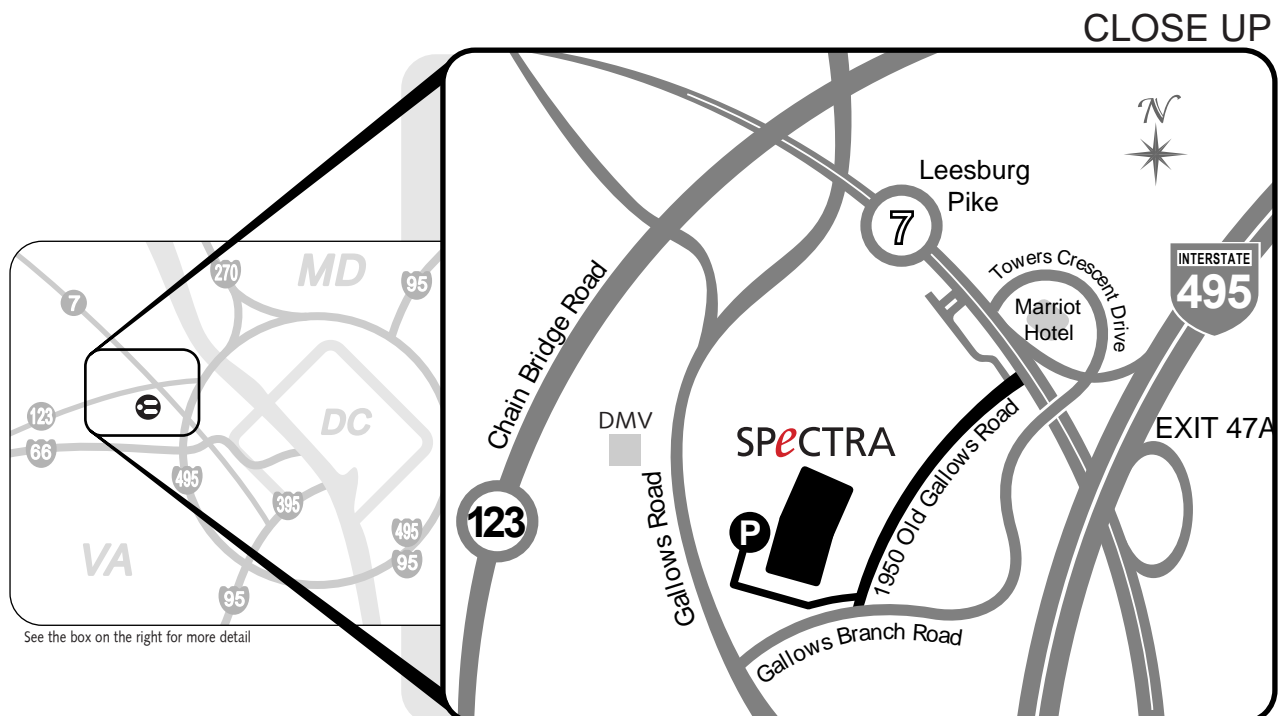 CLOSE UP
N
Leesburg
Pike
7
Towers Crescent Drive
Marriot
Hotel
INTERSTATE
495
Chain Bridge Road
DMV
SPeCTRA
1950 Old Gallows Road
EXIT 47A
123
P
Gallows Road
Gallows Branch Road
270
MD
95
7
123
DC
66
495
395
495
VA
95
95
See the box on the right for more detail